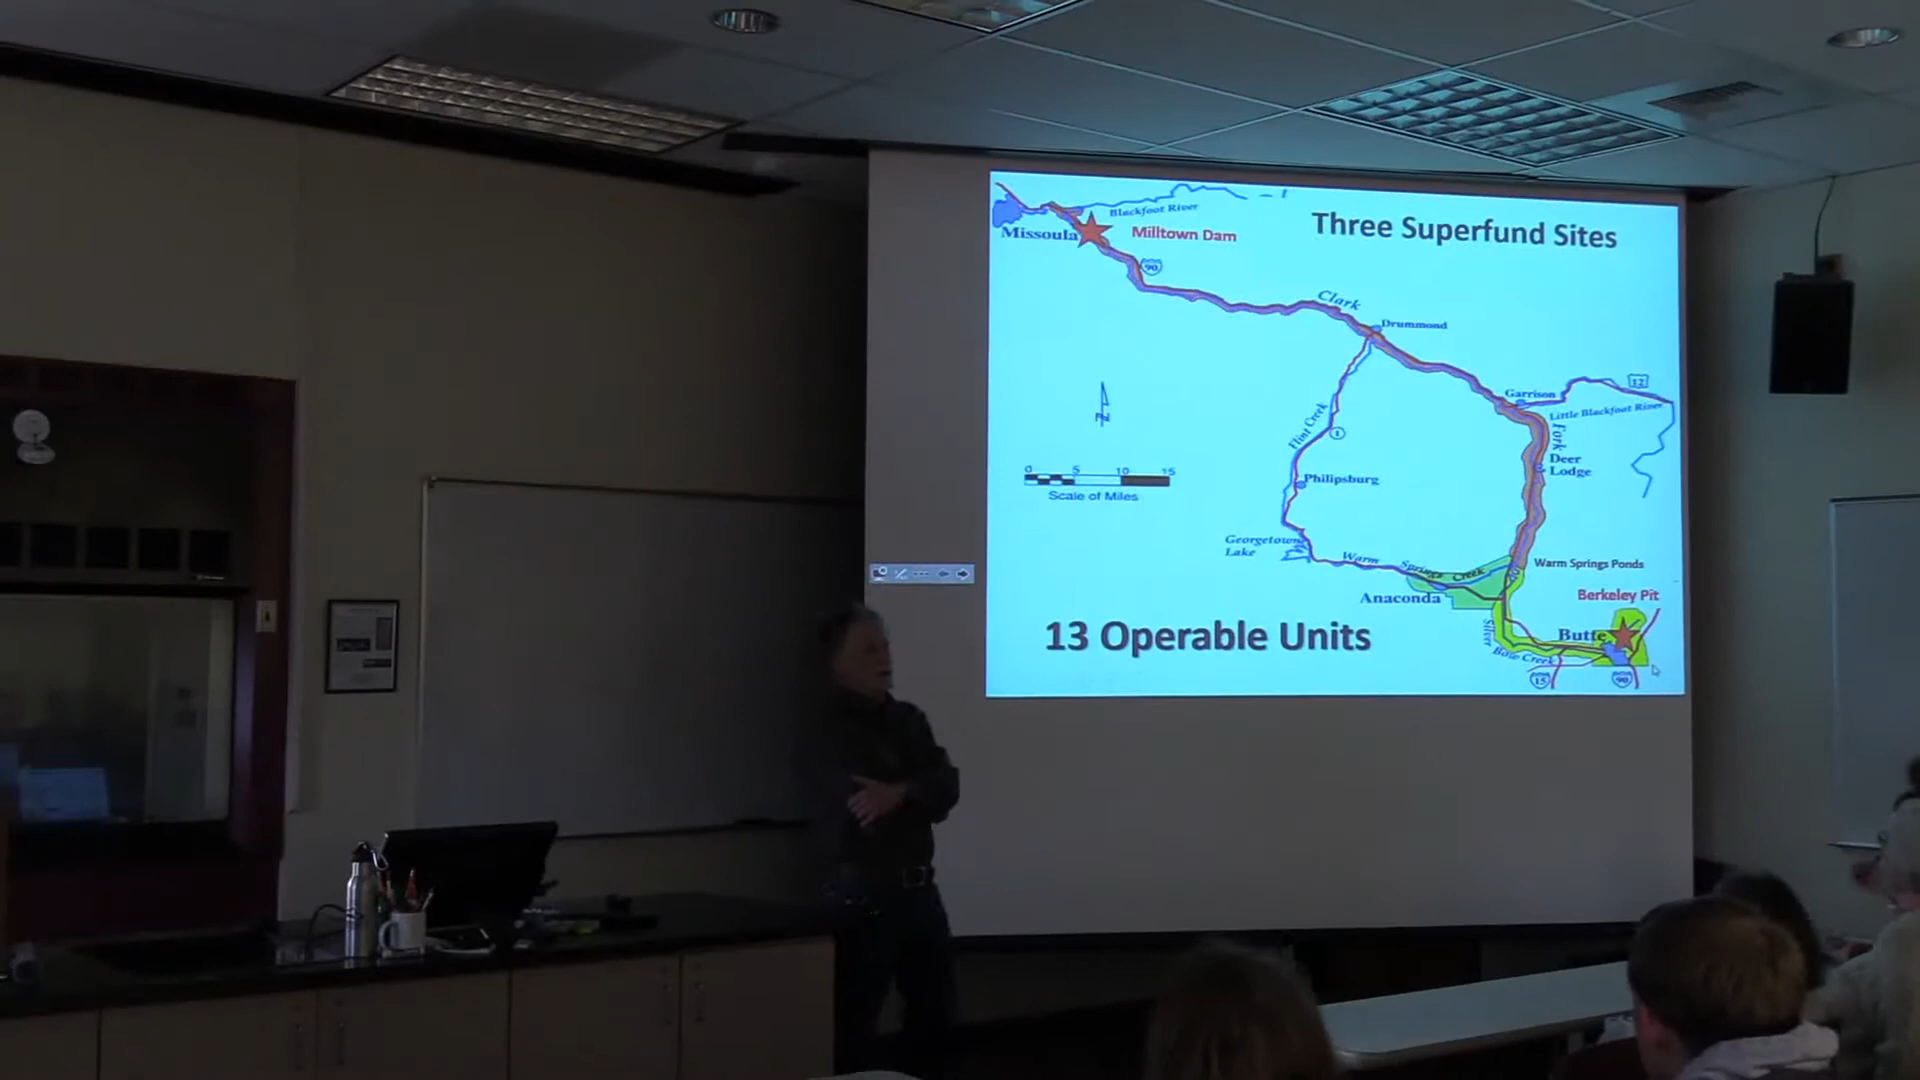 Three Superfund Sites
Blackfoot River
Missoula
Milltown Dam
90
Clark
Drummond
Garrison
12
Little Blackfoot River
Fork
Flint Creek
1
Deer
Lodge
0 5 10 15
Scale of Miles
Philipsburg
Georgetown
Lake
Warm Springs Creek
Warm Springs Ponds
Anaconda
Berkeley Pit
Silver
Bow Creek
Butte
13 Operable Units
15
90